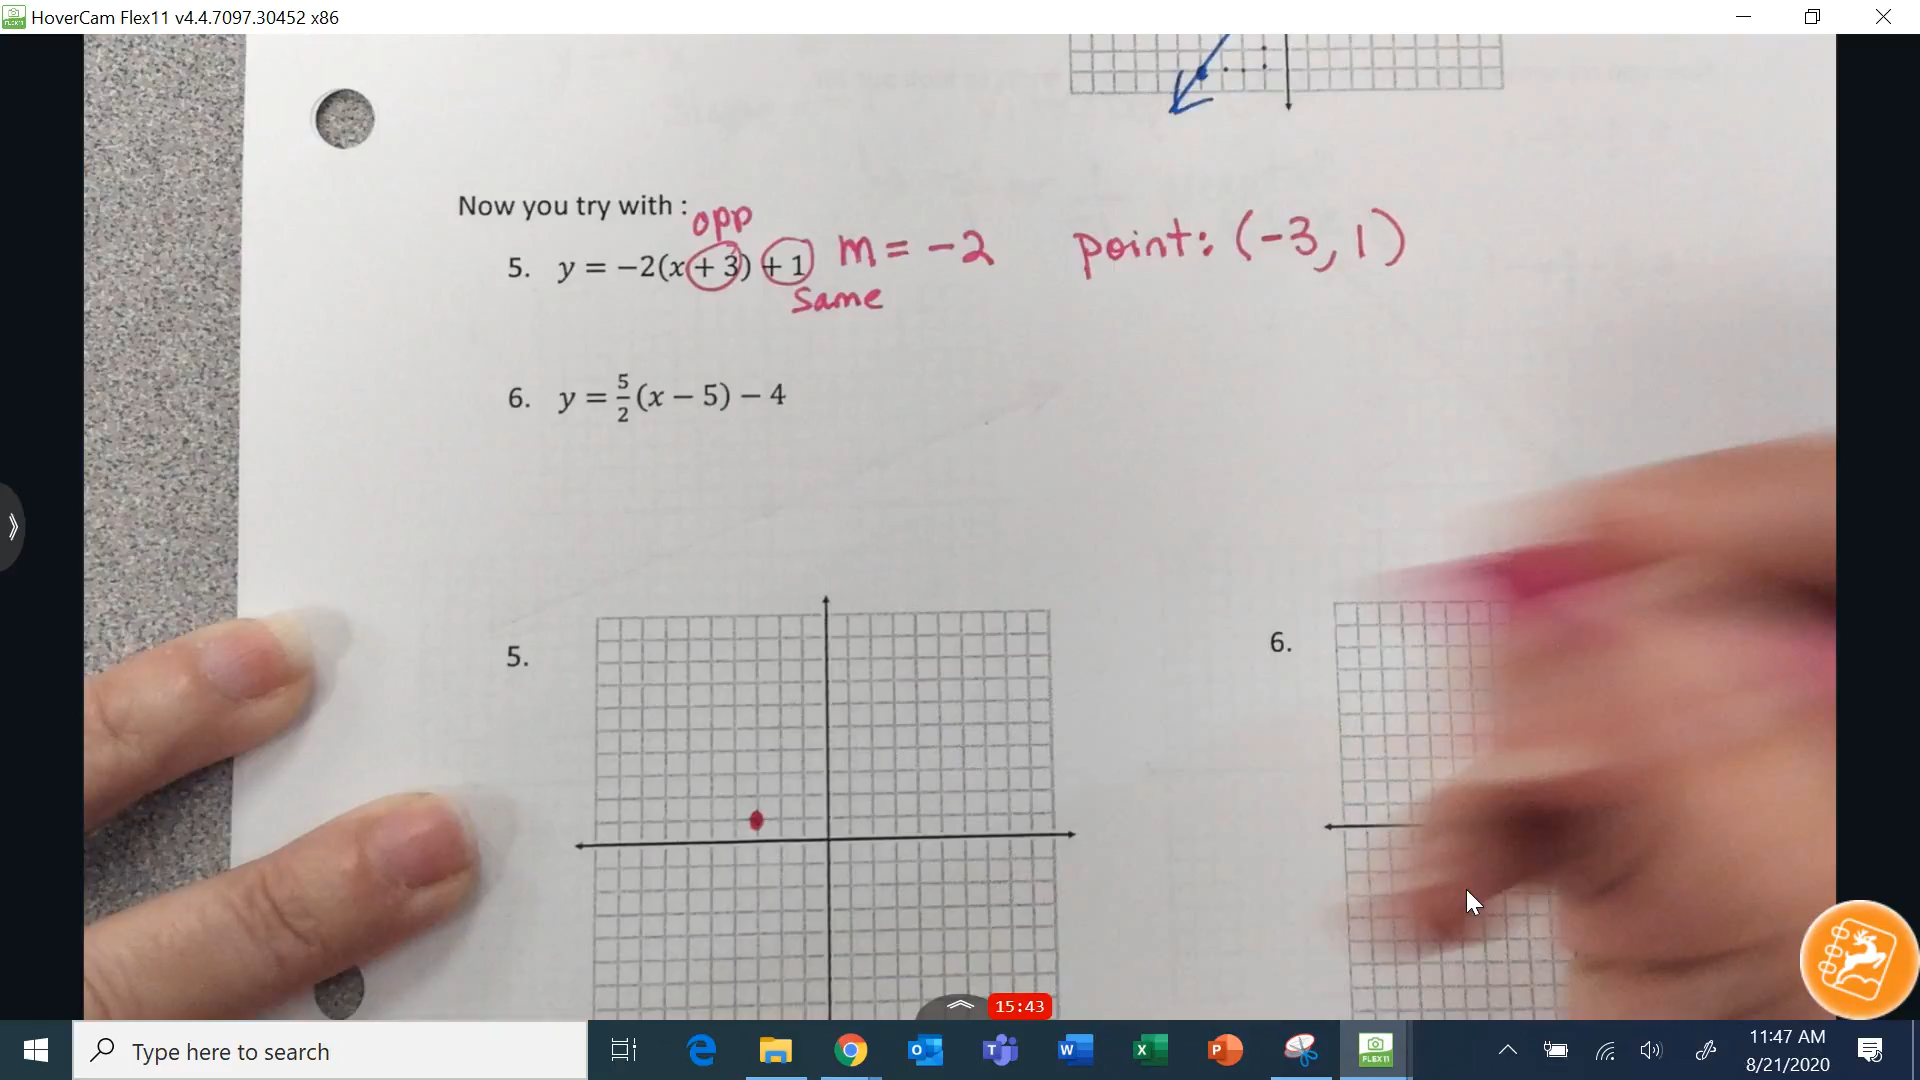 HoverCam Flex11 v4.4.7097.30452 x86
Now you try with :
opp
5. y = −2(x + 3) + 1 m = -2 point: (-3, 1)
same
6. y = 5/2 (x − 5) − 4
5.
6.
15:43
Type here to search
11:47 AM
8/21/2020
FLEX11